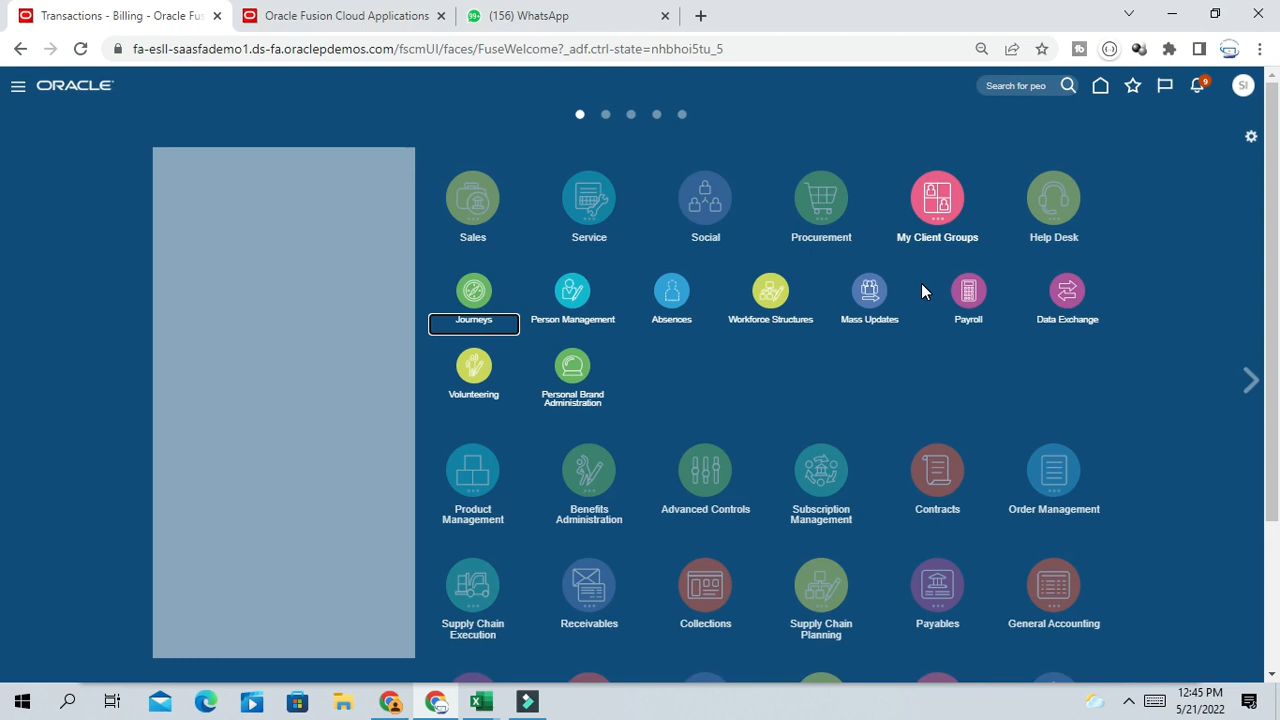 Transactions - Billing - Oracle Fus
Oracle Fusion Cloud Applications
99+
(156) WhatsApp
fa-esll-saasfademo1.ds-fa.oraclepdemos.com/fscmUI/faces/FuseWelcome?_adf.ctrl-state=nhbhoi5tu_5
ORACLE
Search for peo
9
SI
Sales
Service
Social
Procurement
My Client Groups
Help Desk
Journeys
Person Management
Absences
Workforce Structures
Mass Updates
Payroll
Data Exchange
Volunteering
Personal Brand
Administration
Product
Management
Benefits
Administration
Advanced Controls
Subscription
Management
Contracts
Order Management
Supply Chain
Execution
Receivables
Collections
Supply Chain
Planning
Payables
General Accounting
12:45 PM
5/21/2022